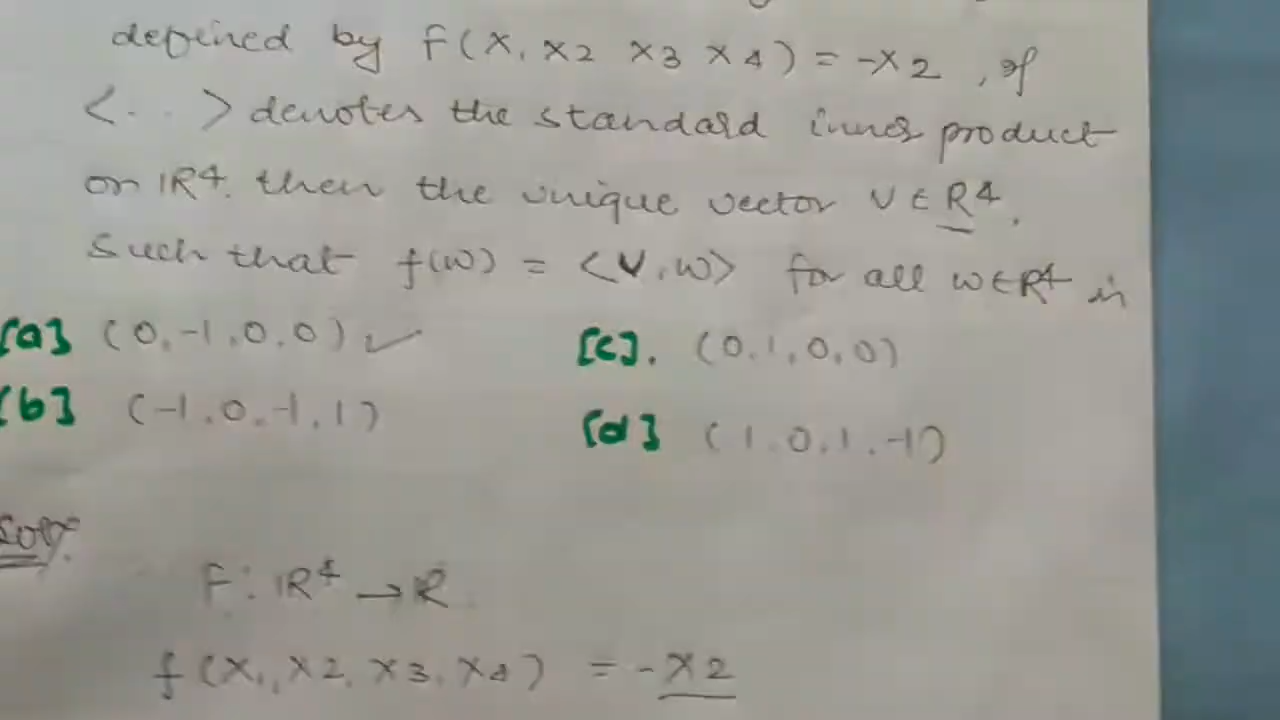 defined by f(x, x2 x3 x4) = -x2, if
<. . .> denotes the standard inner product
on IR4. then the unique vector V ∈ R4.
Such that f(w) = <V, w> for all w∈R4 is
[a] (0, -1, 0, 0) ✓ [c]. (0, 1, 0, 0)
[b] (-1, 0, -1, 1) [d] (1, 0, 1, -1)
Soln:
F: IR4 → R
f(x1, x2, x3, x4) = -x2